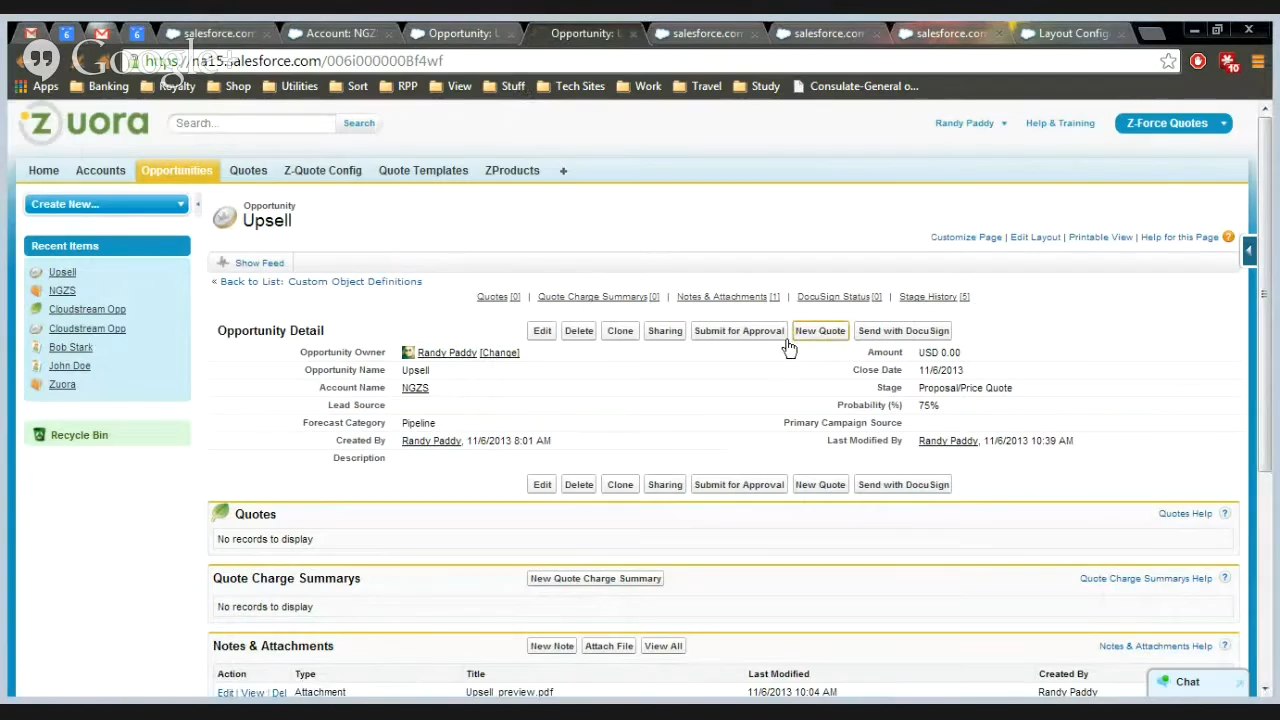 salesforce.com
Account: NGZ
Opportunity: U
Opportunity: U
salesforce.com
salesforce.com
salesforce.com
Layout Config
Google+
https://na15.salesforce.com/006i000000Bf4wf
Apps Banking Royalty Shop Utilities Sort RPP View Stuff Tech Sites Work Travel Study Consulate-General o...
10
zuora
Search...
Search
Randy Paddy
Help & Training
Z-Force Quotes
Home Accounts Opportunities Quotes Z-Quote Config Quote Templates ZProducts +
Create New...
Recent Items
Upsell
NGZS
Cloudstream Opp
Cloudstream Opp
Bob Stark
John Doe
Zuora
Recycle Bin
Opportunity
Upsell
Customize Page | Edit Layout | Printable View | Help for this Page
Show Feed
« Back to List: Custom Object Definitions
Quotes [0] | Quote Charge Summarys [0] | Notes & Attachments [1] | DocuSign Status [0] | Stage History [5]
Opportunity Detail
Edit Delete Clone Sharing Submit for Approval New Quote Send with DocuSign
Opportunity Owner Randy Paddy [Change] Amount USD 0.00
Opportunity Name Upsell Close Date 11/6/2013
Account Name NGZS Stage Proposal/Price Quote
Lead Source Probability (%) 75%
Forecast Category Pipeline Primary Campaign Source
Created By Randy Paddy, 11/6/2013 8:01 AM Last Modified By Randy Paddy, 11/6/2013 10:39 AM
Description
Edit Delete Clone Sharing Submit for Approval New Quote Send with DocuSign
Quotes Quotes Help ?
No records to display
Quote Charge Summarys New Quote Charge Summary Quote Charge Summarys Help ?
No records to display
Notes & Attachments New Note Attach File View All Notes & Attachments Help ?
Action Type Title Last Modified Created By
Edit | View | Del Attachment Upsell_preview.pdf 11/6/2013 10:04 AM Randy Paddy
Chat